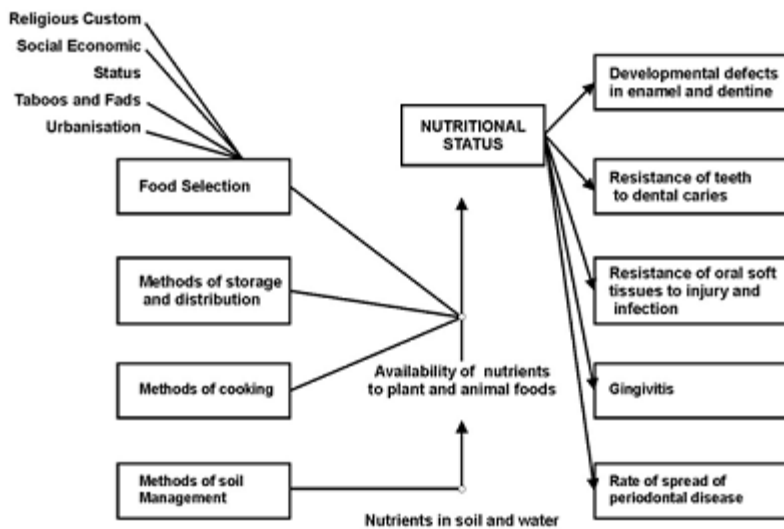 Religious Custom
Social Economic
Status
Taboos and Fads
Urbanisation
Food Selection
Methods of storage
and distribution
Methods of cooking
Methods of soil
Management
NUTRITIONAL
STATUS
Availability of nutrients
to plant and animal foods
Nutrients in soil and water
Developmental defects
in enamel and dentine
Resistance of teeth
to dental caries
Resistance of oral soft
tissues to injury and
infection
Gingivitis
Rate of spread of
periodontal disease